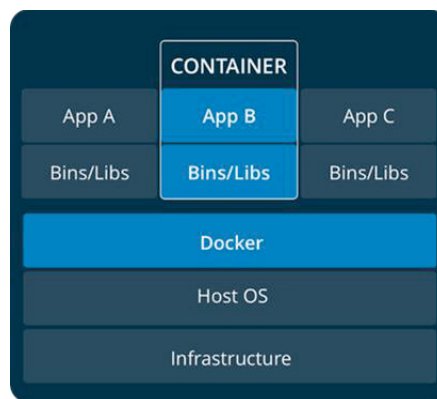 CONTAINER
App A App B App C
Bins/Libs Bins/Libs Bins/Libs
Docker
Host OS
Infrastructure